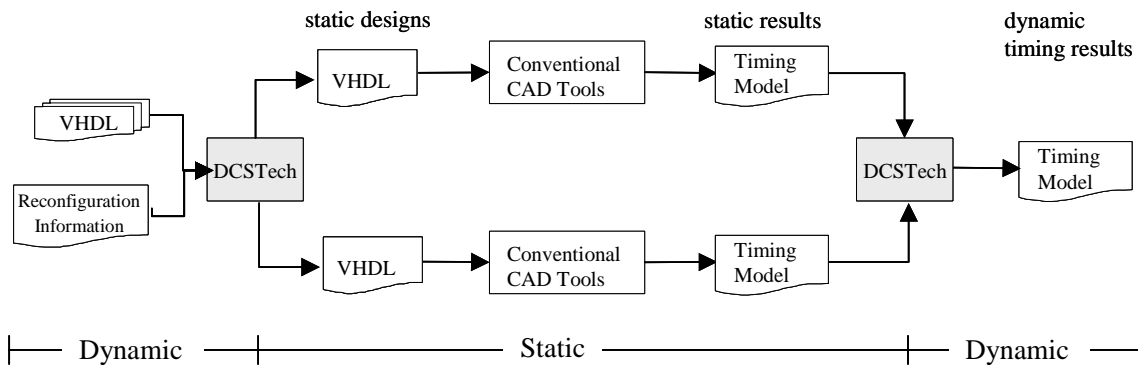 static designs
static results
dynamic
timing results
VHDL
Conventional
CAD Tools
Timing
Model
VHDL
Reconfiguration
Information
DCSTech
DCSTech
Timing
Model
VHDL
Conventional
CAD Tools
Timing
Model
Dynamic
Static
Dynamic